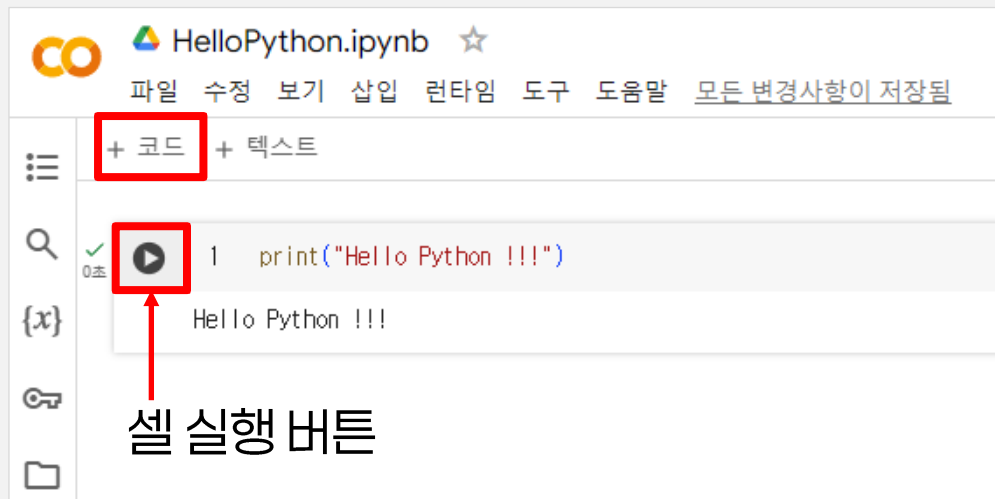 HelloPython.ipynb
파일 수정 보기 삽입 런타임 도구 도움말 모든 변경사항이 저장됨
+ 코드 + 텍스트
1 print("Hello Python !!!")
0초
Hello Python !!!
{x}
셀 실행 버튼